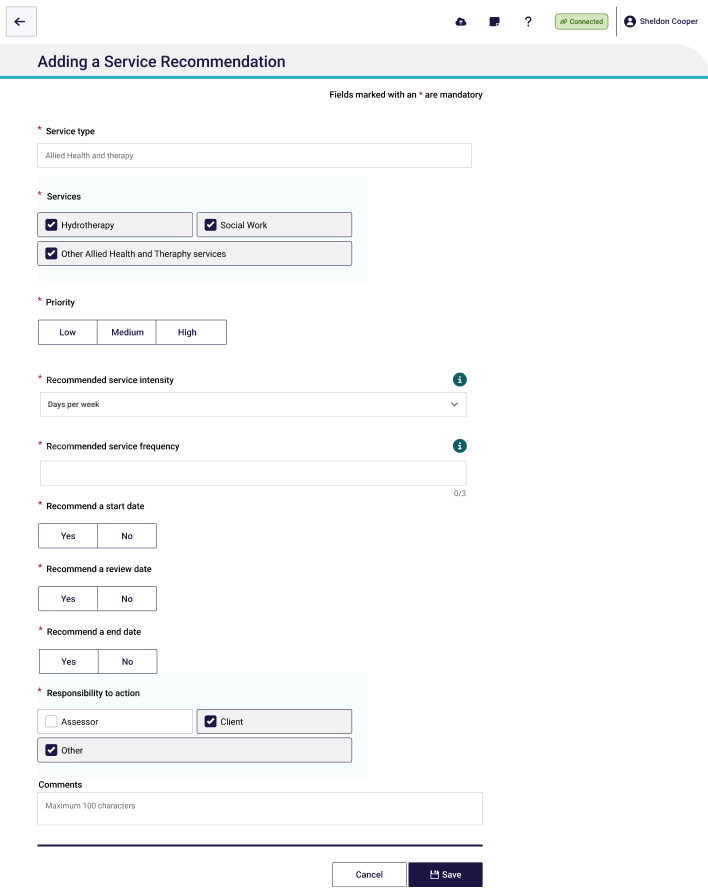 Connected
Sheldon Cooper
Adding a Service Recommendation
Fields marked with an * are mandatory
* Service type
Allied Health and therapy
* Services
Hydrotherapy
Social Work
Other Allied Health and Theraphy services
* Priority
Low
Medium
High
* Recommended service intensity
Days per week
* Recommended service frequency
0/3
* Recommend a start date
Yes
No
* Recommend a review date
Yes
No
* Recommend a end date
Yes
No
* Responsibility to action
Assessor
Client
Other
Comments
Maximum 100 characters
Cancel
Save